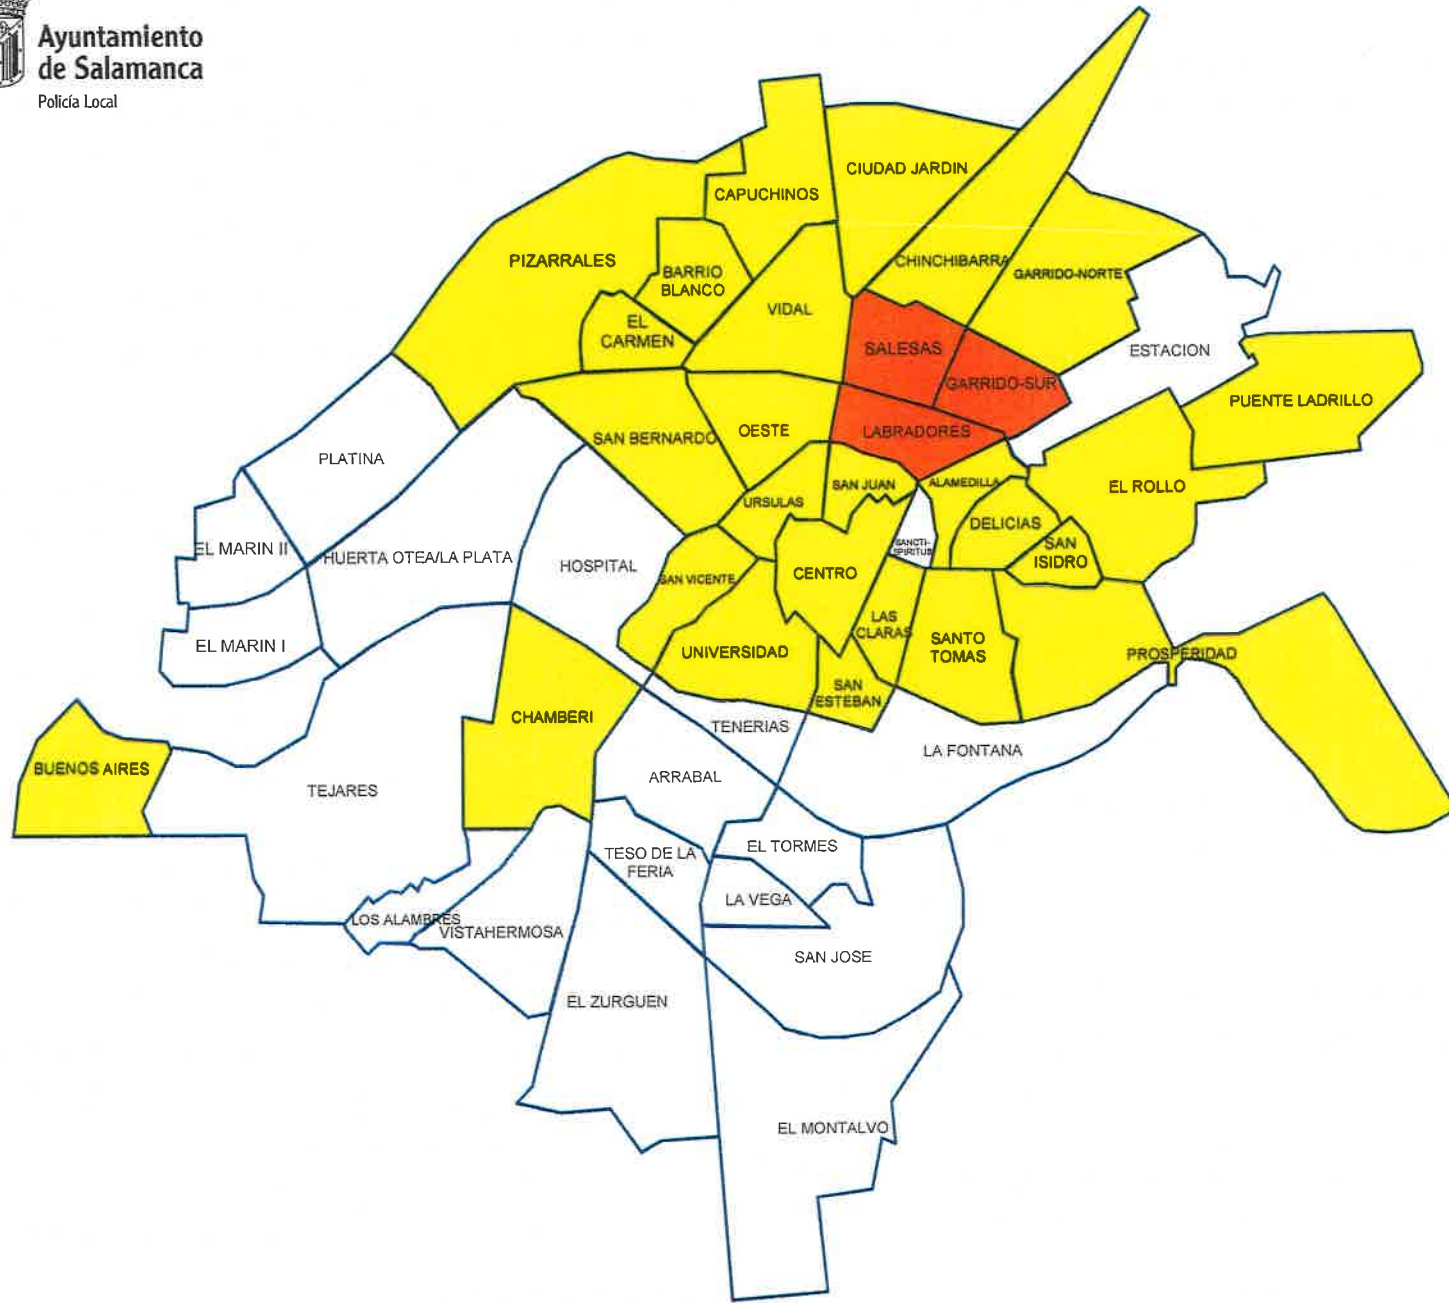 Ayuntamiento
de Salamanca
Policía Local
CIUDAD JARDIN
CAPUCHINOS
PIZARRALES
CHINCHIBARRA
BARRIO
BLANCO
GARRIDO-NORTE
VIDAL
EL
CARMEN
SALESAS
ESTACION
GARRIDO-SUR
PUENTE LADRILLO
SAN BERNARDO
OESTE
LABRADORES
PLATINA
SAN JUAN
ALAMEDILLA
EL ROLLO
URSULAS
DELICIAS
EL MARIN II
HUERTA OTEA/LA PLATA
HOSPITAL
SANCTI-
SPIRITUS
SAN
ISIDRO
SAN VICENTE
CENTRO
EL MARIN I
UNIVERSIDAD
LAS
CLARAS
SANTO
TOMAS
PROSPERIDAD
SAN
ESTEBAN
CHAMBERI
TENERIAS
LA FONTANA
BUENOS AIRES
TEJARES
ARRABAL
TESO DE LA
FERIA
EL TORMES
LA VEGA
LOS ALAMBRES
VISTAHERMOSA
SAN JOSE
EL ZURGUEN
EL MONTALVO